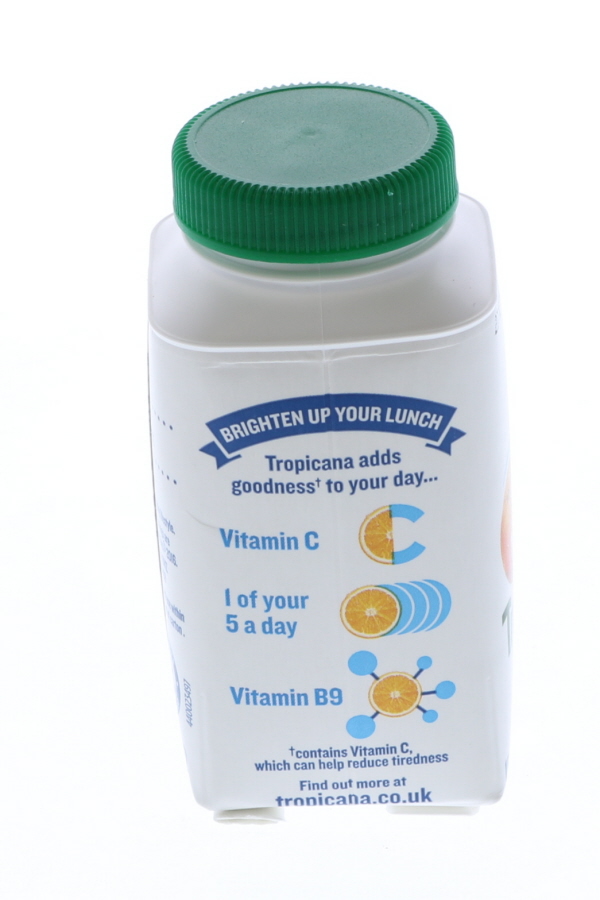 BRIGHTEN UP YOUR LUNCH
Tropicana adds
goodness† to your day...
Vitamin C
1 of your
5 a day
Vitamin B9
†contains Vitamin C,
which can help reduce tiredness
Find out more at
tropicana.co.uk